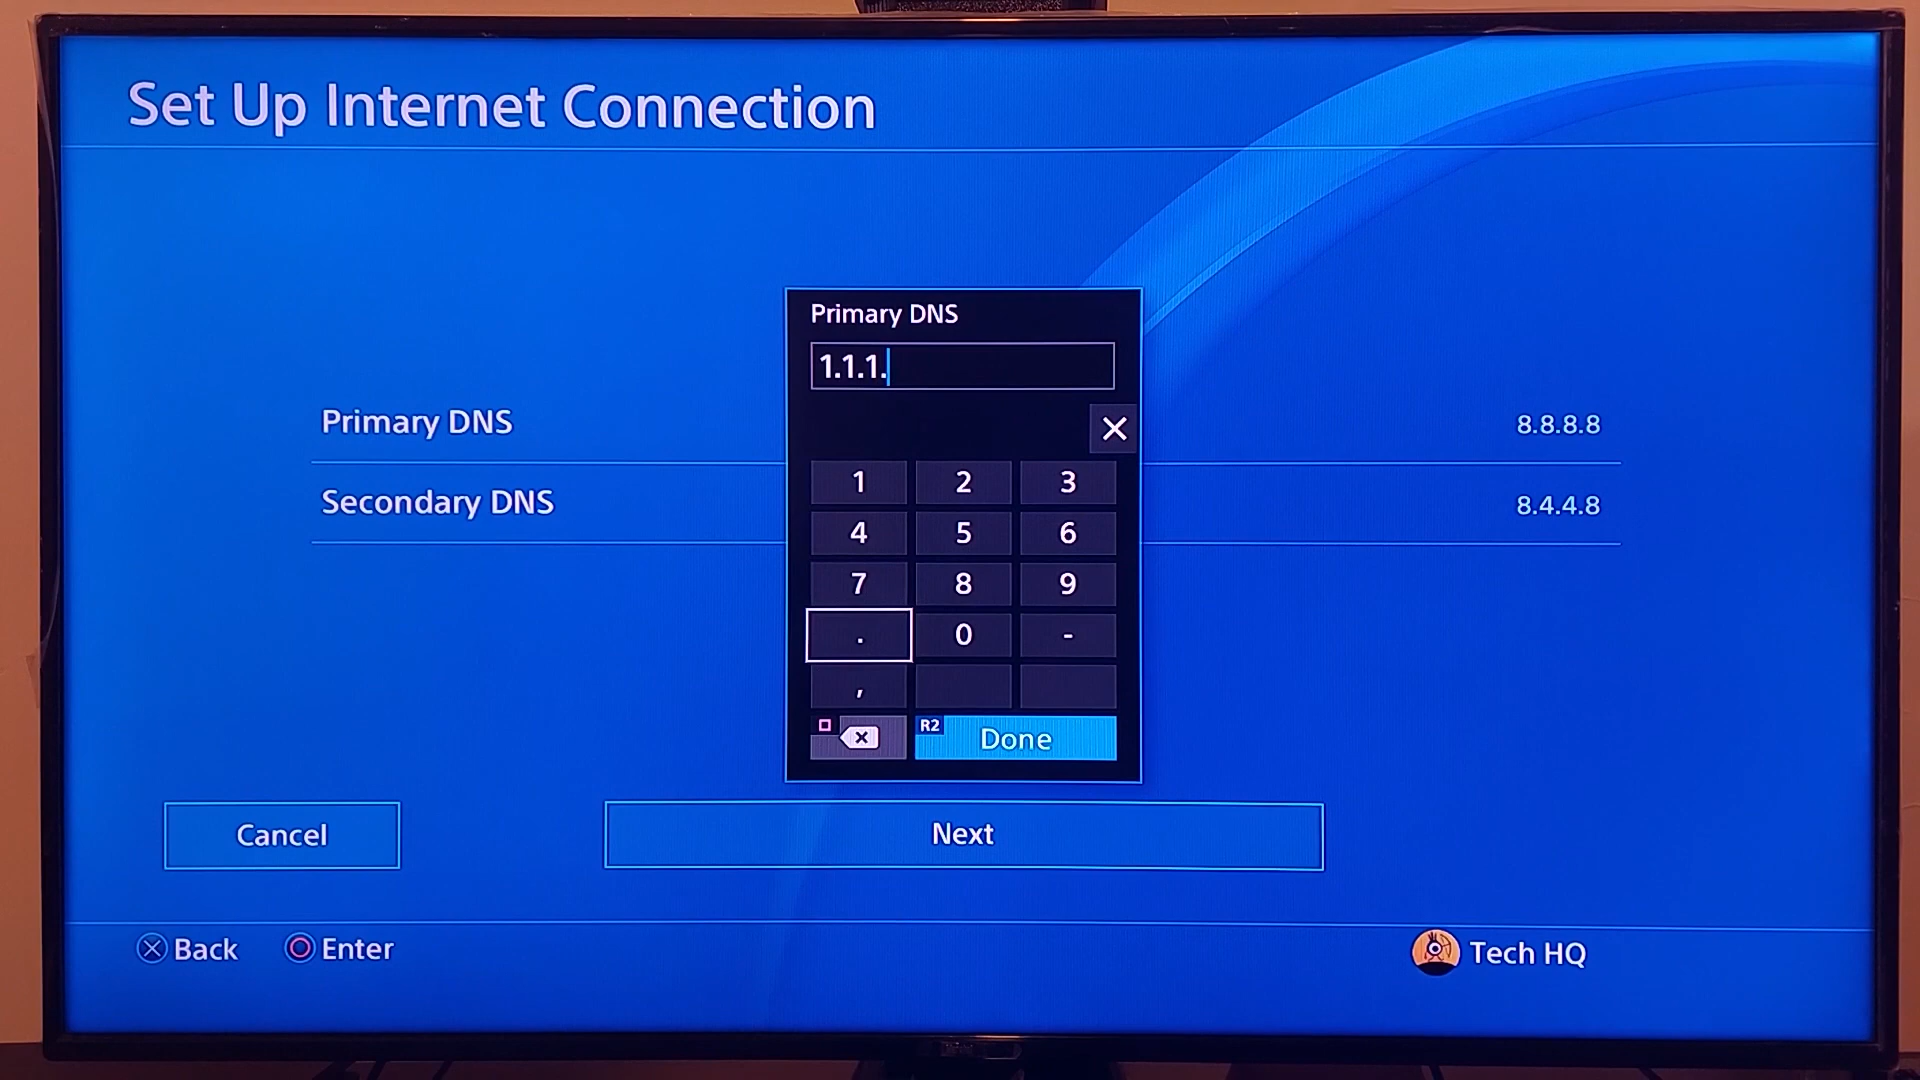 Set Up Internet Connection
Primary DNS
1.1.1.
Primary DNS 8.8.8.8
Secondary DNS 8.4.4.8
1 2 3
4 5 6
7 8 9
. 0 -
,
R2 Done
Cancel Next
Back Enter Tech HQ